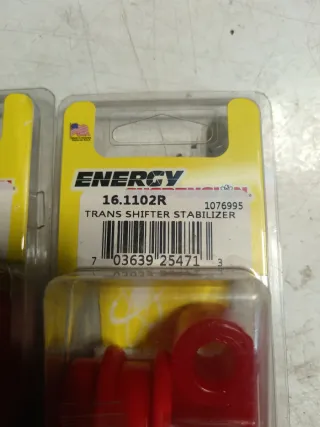 ENERGY
16.1102R
1076995
TRANS SHIFTER STABILIZER
7 03639 25471 3